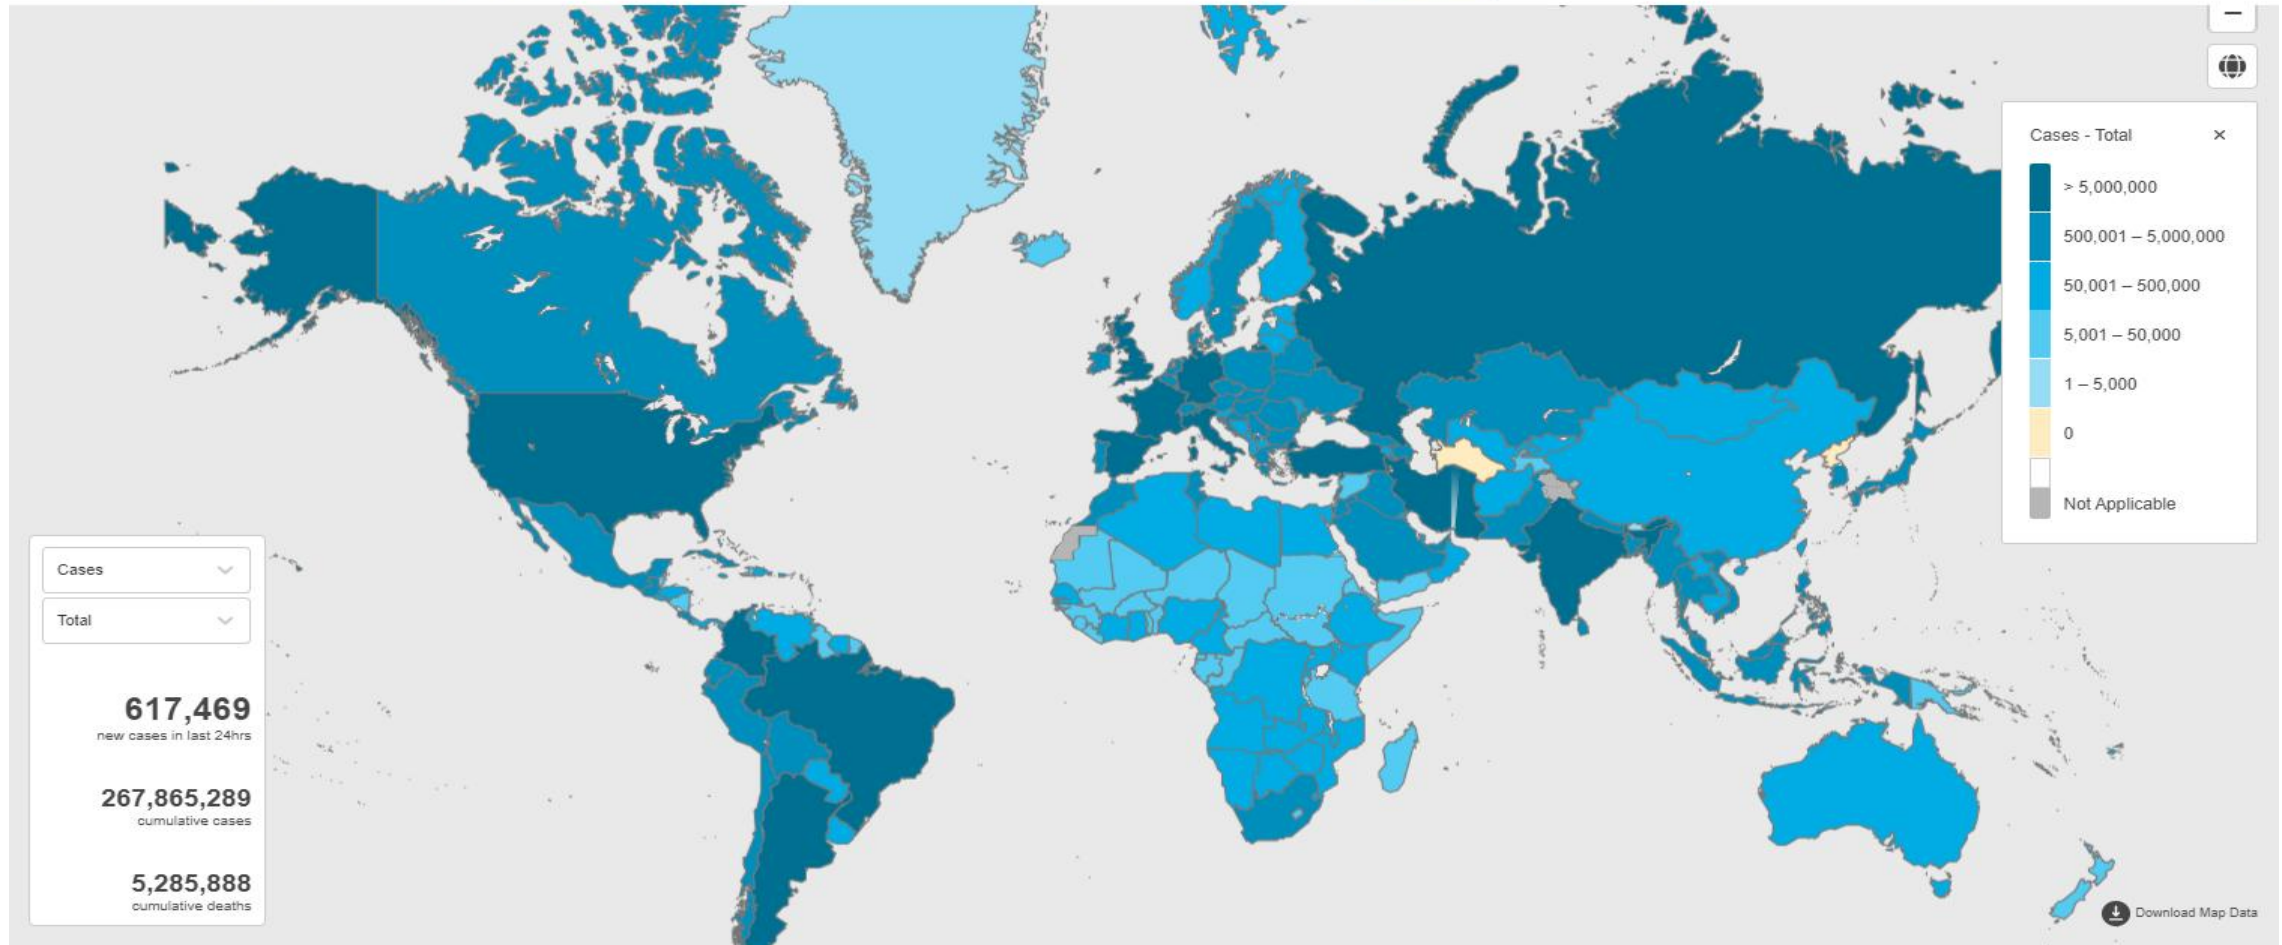 Cases - Total
> 5,000,000
500,001 – 5,000,000
50,001 – 500,000
5,001 – 50,000
1 – 5,000
0
Not Applicable
Cases
Total
617,469
new cases in last 24hrs
267,865,289
cumulative cases
5,285,888
cumulative deaths
Download Map Data